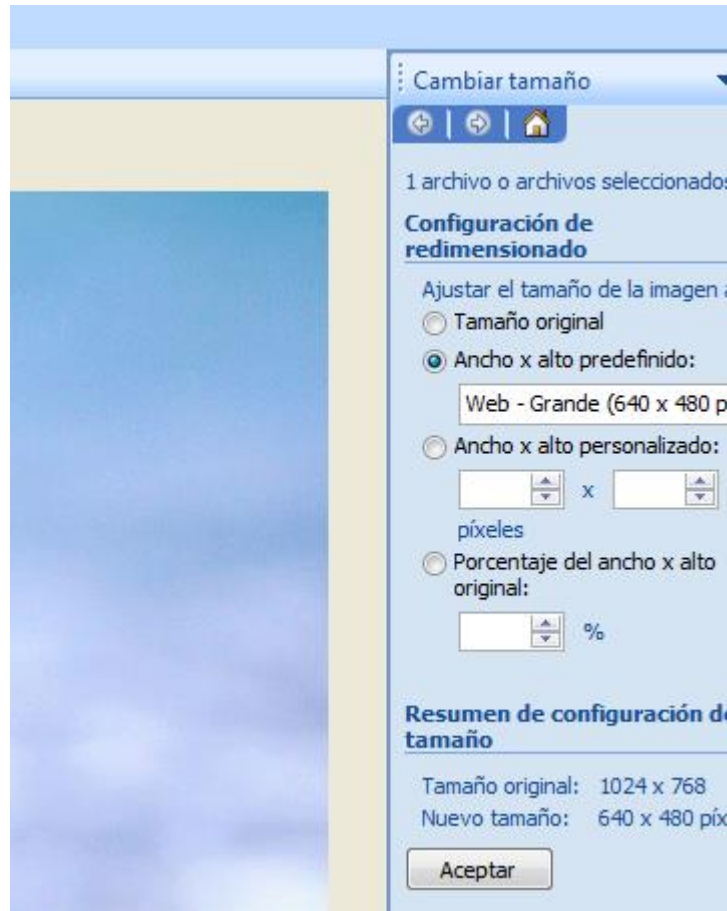 Cambiar tamaño
1 archivo o archivos seleccionados
Configuración de
redimensionado
Ajustar el tamaño de la imagen a
Tamaño original
Ancho x alto predefinido:
Web - Grande (640 x 480 p
Ancho x alto personalizado:
x
píxeles
Porcentaje del ancho x alto
original:
%
Resumen de configuración de
tamaño
Tamaño original: 1024 x 768
Nuevo tamaño: 640 x 480 píx
Aceptar